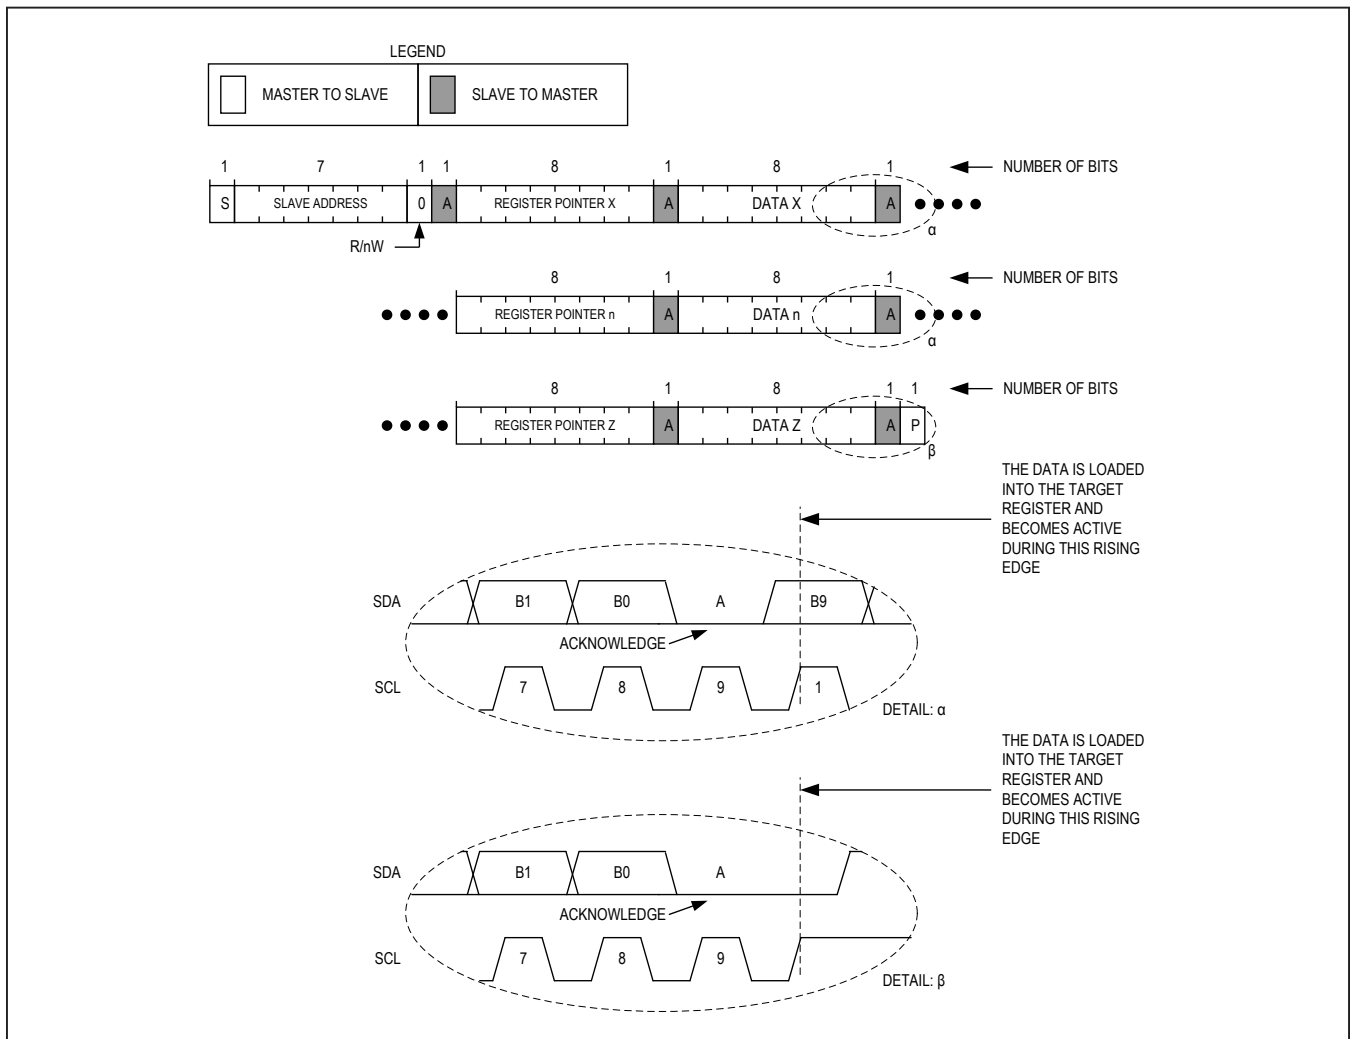 LEGEND
MASTER TO SLAVE SLAVE TO MASTER
1 7 1 1 8 1 8 1 NUMBER OF BITS
S SLAVE ADDRESS 0 A REGISTER POINTER X A DATA X A
α
R/nW
8 1 8 1 NUMBER OF BITS
REGISTER POINTER n A DATA n A
α
8 1 8 1 1 NUMBER OF BITS
REGISTER POINTER Z A DATA Z A P
β
THE DATA IS LOADED
INTO THE TARGET
REGISTER AND
BECOMES ACTIVE
DURING THIS RISING
EDGE
SDA B1 B0 A B9
ACKNOWLEDGE
SCL 7 8 9 1
DETAIL: α
THE DATA IS LOADED
INTO THE TARGET
REGISTER AND
BECOMES ACTIVE
DURING THIS RISING
EDGE
SDA B1 B0 A
ACKNOWLEDGE
SCL 7 8 9
DETAIL: β